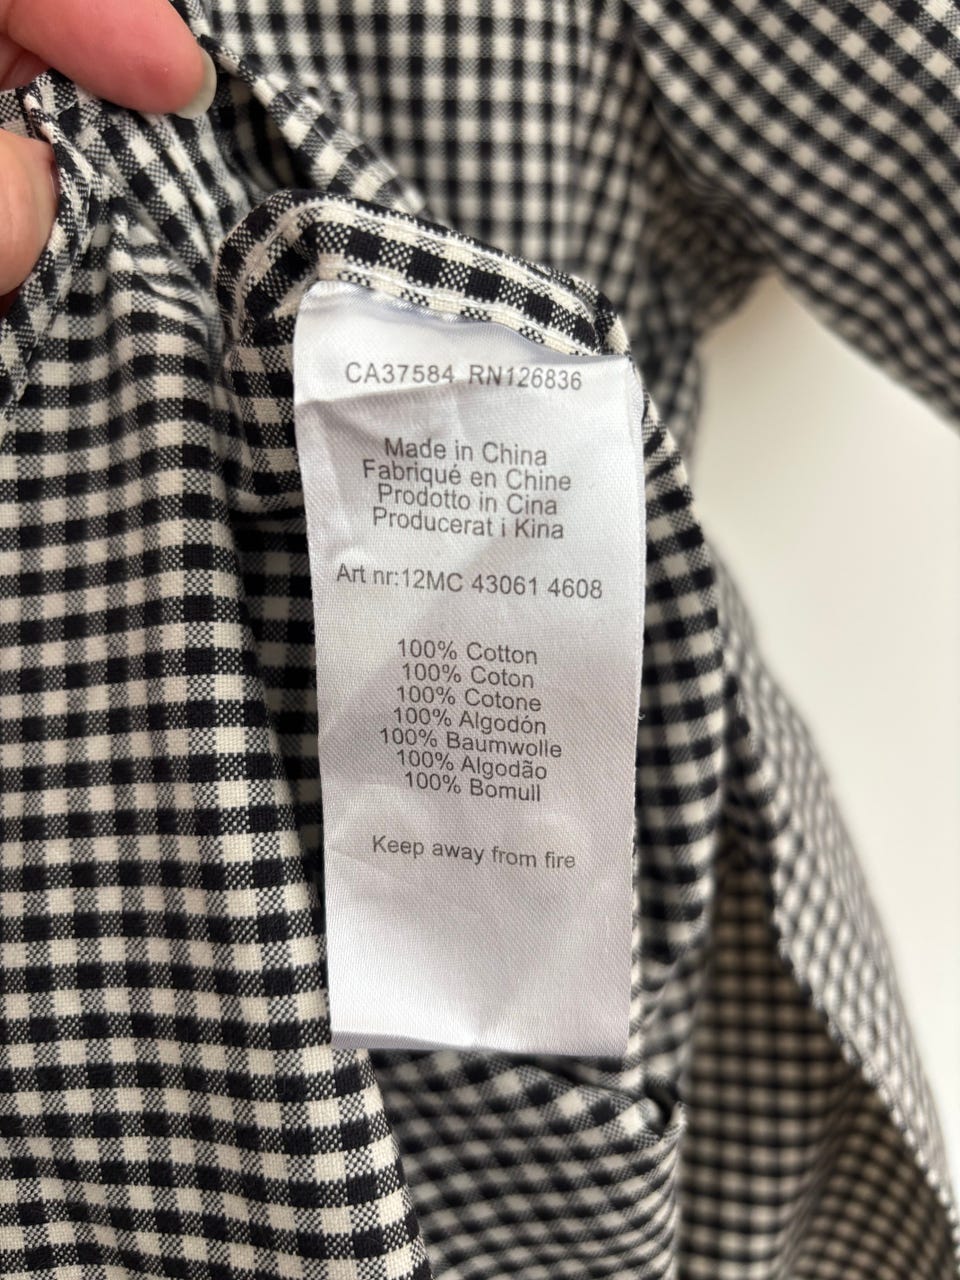 CA37584 RN126836
Made in China
Fabriqué en Chine
Prodotto in Cina
Producerat i Kina
Art nr:12MC 43061 4608
100% Cotton
100% Coton
100% Cotone
100% Algodón
100% Baumwolle
100% Algodão
100% Bomull
Keep away from fire